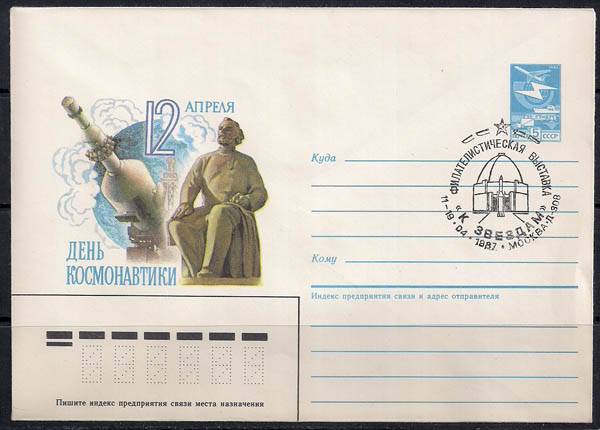 12
АПРЕЛЯ
ДЕНЬ
КОСМОНАВТИКИ
5
СССР
ФИЛАТЕЛИСТИЧЕСКАЯ ВЫСТАВКА
«К ЗВЕЗДАМ»
11-19 · 04 · 1987 · МОСКВА-Д-308
Куда
Кому
Индекс предприятия связи и адрес отправителя
Пишите индекс предприятия связи места назначения